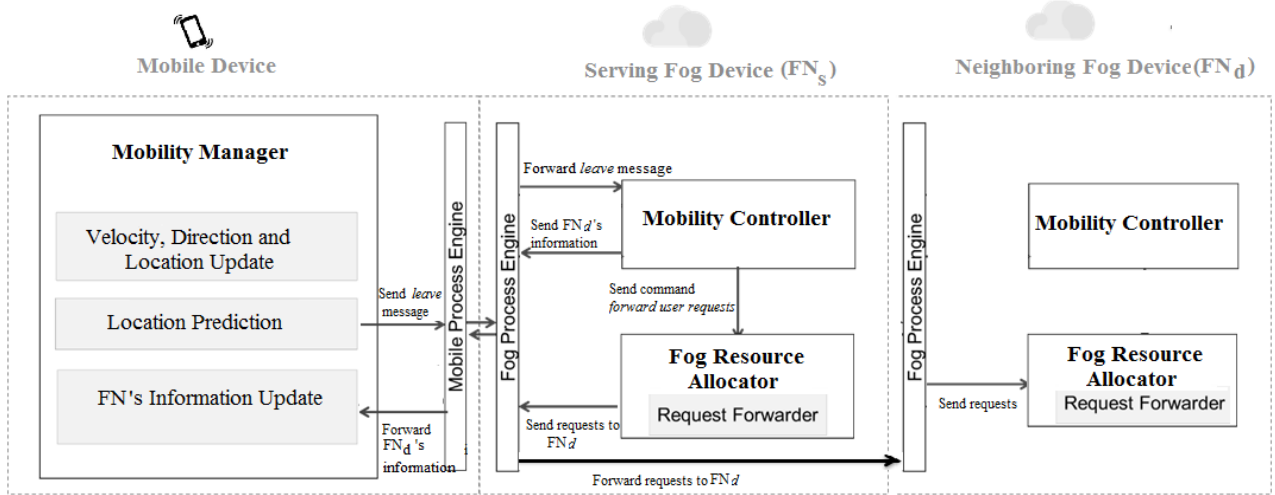 Mobile Device
Serving Fog Device (FNs)
Neighboring Fog Device(FNd)
Mobility Manager
Velocity, Direction and
Location Update
Location Prediction
FN's Information Update
Send leave
message
Forward
FNd's
information
Mobile Process Engine
Fog Process Engine
Forward leave message
Mobility Controller
Send FNd's
information
Send command
forward user requests
Fog Resource
Allocator
Request Forwarder
Send requests to
FNd
Forward requests to FNd
Fog Process Engine
Mobility Controller
Fog Resource
Allocator
Request Forwarder
Send requests